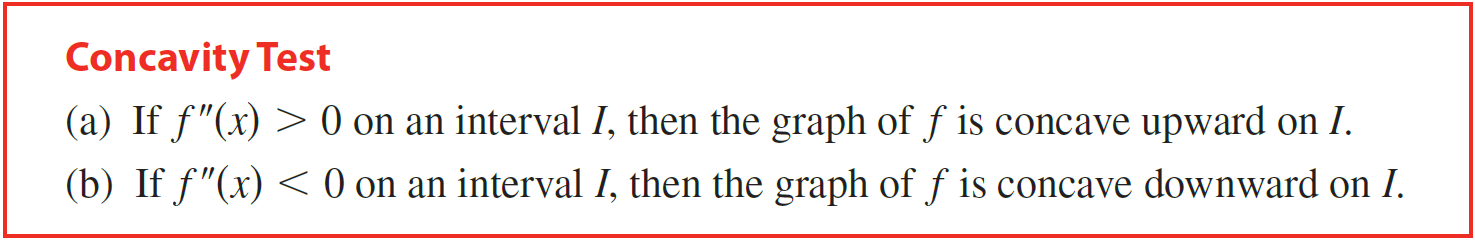 Concavity Test
(a) If f″(x) > 0 on an interval I, then the graph of f is concave upward on I.
(b) If f″(x) < 0 on an interval I, then the graph of f is concave downward on I.